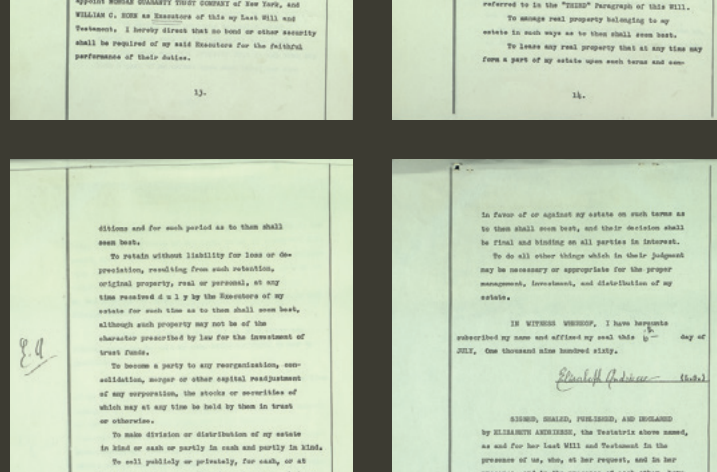 appoint MORGAN GUARANTY TRUST COMPANY of New York, and
WILLIAM C. as Executors of this my Last Will and
Testament. I hereby direct that no bond or other security
shall be required of my said Executors for the faithful
performance of their duties.
13.
referred to in the "THIRD" Paragraph of this Will.
To manage real property belonging to my
estate in such ways as to them shall seem best.
To lease any real property that at any time may
form a part of my estate upon such terms and con-
14.
ditions and for such period as to them shall
seem best.
To retain without liability for loss or de-
preciation, resulting from such retention,
original property, real or personal, at any
time received d u l y by the Executors of my
estate for such time as to them shall seem best,
although such property may not be of the
character prescribed by law for the investment of
trust funds.
To become a party to any reorganization, con-
solidation, merger or other capital readjustment
of any corporation, the stocks or securities of
which may at any time be held by them in trust
or otherwise.
To make division or distribution of my estate
in kind or cash or partly in cash and partly in kind.
To sell publicly or privately, for cash, or at
E.A
in favor of or against my estate on such terms as
to them shall seem best, and their decision shall
be final and binding on all parties in interest.
To do all other things which in their judgment
may be necessary or appropriate for the proper
management, investment, and distribution of my
estate.
IN WITNESS WHEREOF, I have hereunto
subscribed my name and affixed my seal this 6th day of
JULY, One thousand nine hundred sixty.
Elisabeth Andriesse (L.S.)
SIGNED, SEALED, PUBLISHED, AND DECLARED
by ELISABETH ANDRIESSE, the Testatrix above named,
as and for her Last Will and Testament in the
presence of us, who, at her request, and in her